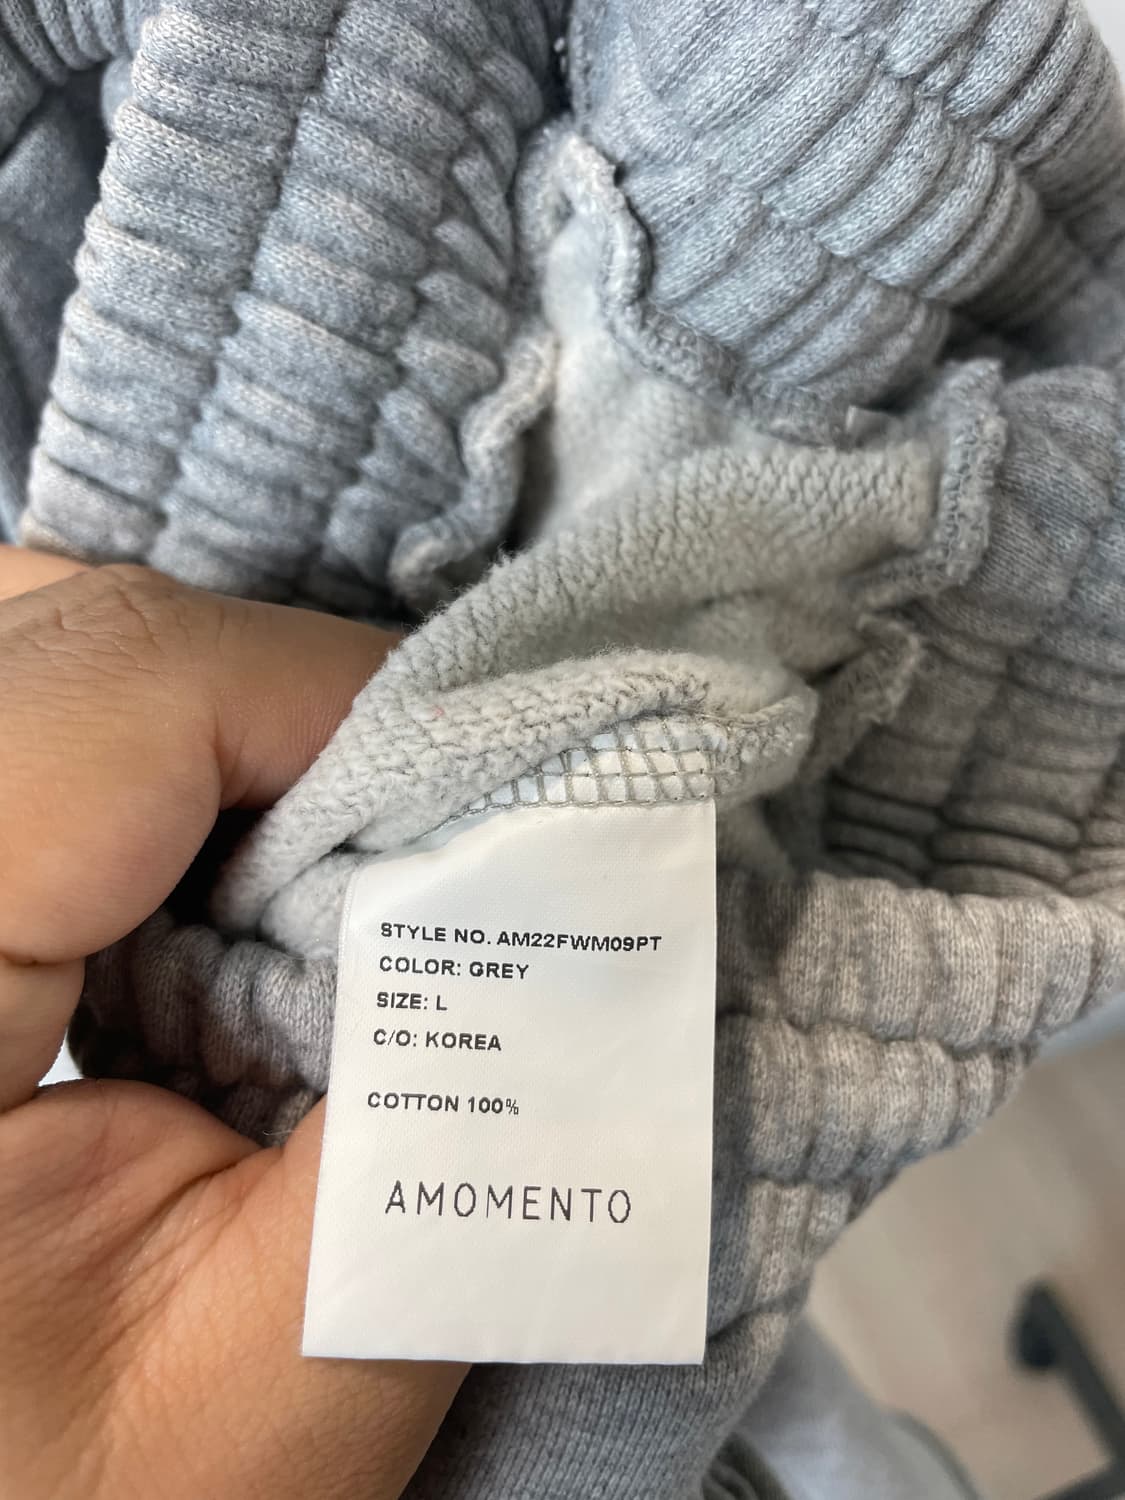 STYLE NO. AM22FWM09PT
COLOR: GREY
SIZE: L
C/O: KOREA
COTTON 100%
AMOMENTO